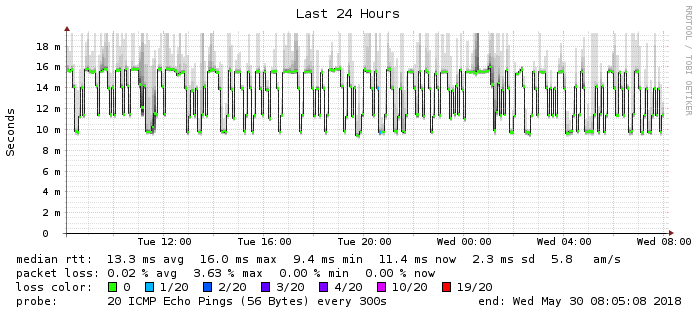 Last 24 Hours
RRDTOOL / TOBI OETIKER
Seconds
18 m
16 m
14 m
12 m
10 m
8 m
6 m
4 m
2 m
0
Tue 12:00 Tue 16:00 Tue 20:00 Wed 00:00 Wed 04:00 Wed 08:00
median rtt: 13.3 ms avg 16.0 ms max 9.4 ms min 11.4 ms now 2.3 ms sd 5.8 am/s
packet loss: 0.02 % avg 3.63 % max 0.00 % min 0.00 % now
loss color: 0 1/20 2/20 3/20 4/20 10/20 19/20
probe: 20 ICMP Echo Pings (56 Bytes) every 300s end: Wed May 30 08:05:08 2018